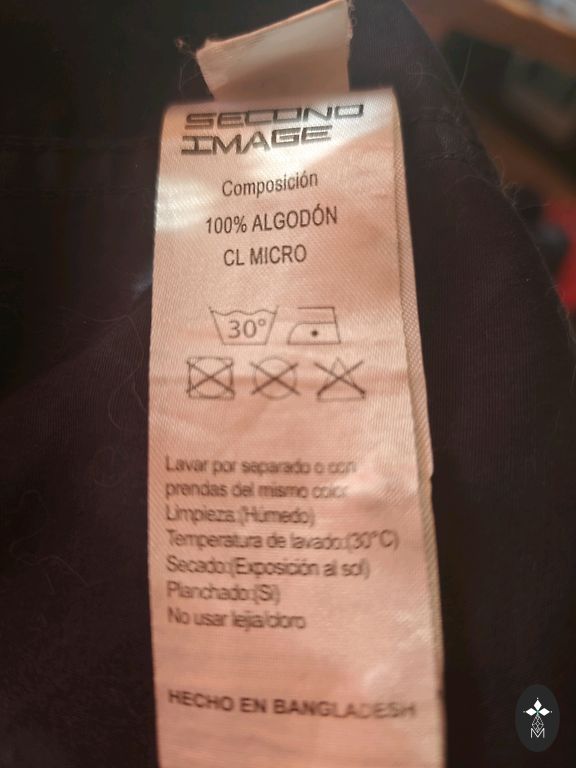 SECOND
IMAGE
Composición
100% ALGODÓN
CL MICRO
30°
Lavar por separado o con
prendas del mismo color
Limpieza:(Húmedo)
Temperatura de lavado:(30°C)
Secado:(Exposición al sol)
Planchado:(Si)
No usar lejia/cloro
HECHO EN BANGLADESH
M